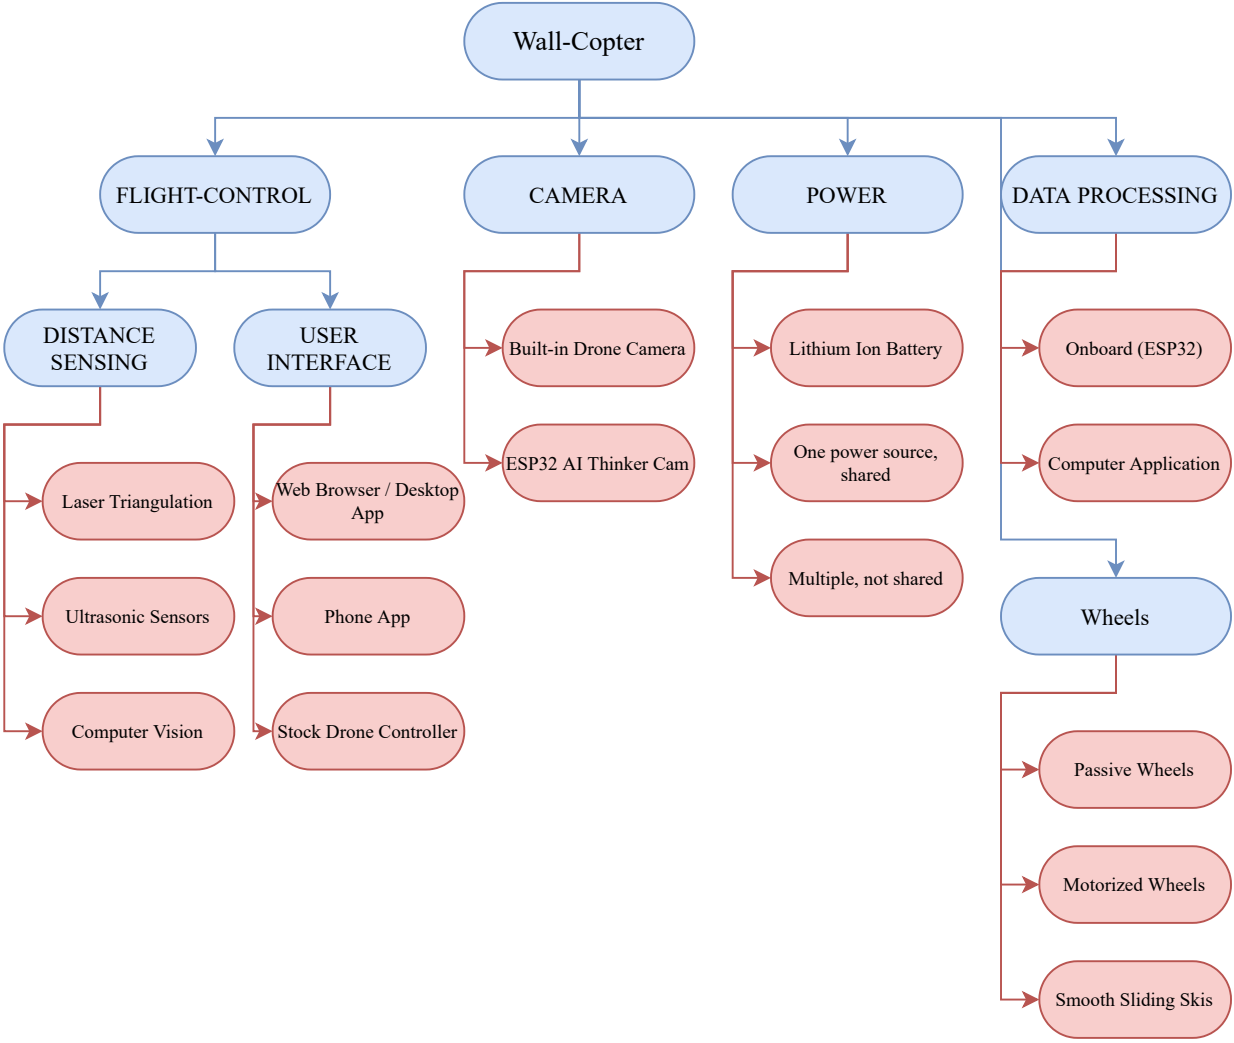 Wall-Copter
FLIGHT-CONTROL
CAMERA
POWER
DATA PROCESSING
DISTANCE
SENSING
USER
INTERFACE
Built-in Drone Camera
Lithium Ion Battery
Onboard (ESP32)
ESP32 AI Thinker Cam
One power source,
shared
Computer Application
Laser Triangulation
Web Browser / Desktop
App
Multiple, not shared
Ultrasonic Sensors
Phone App
Wheels
Computer Vision
Stock Drone Controller
Passive Wheels
Motorized Wheels
Smooth Sliding Skis